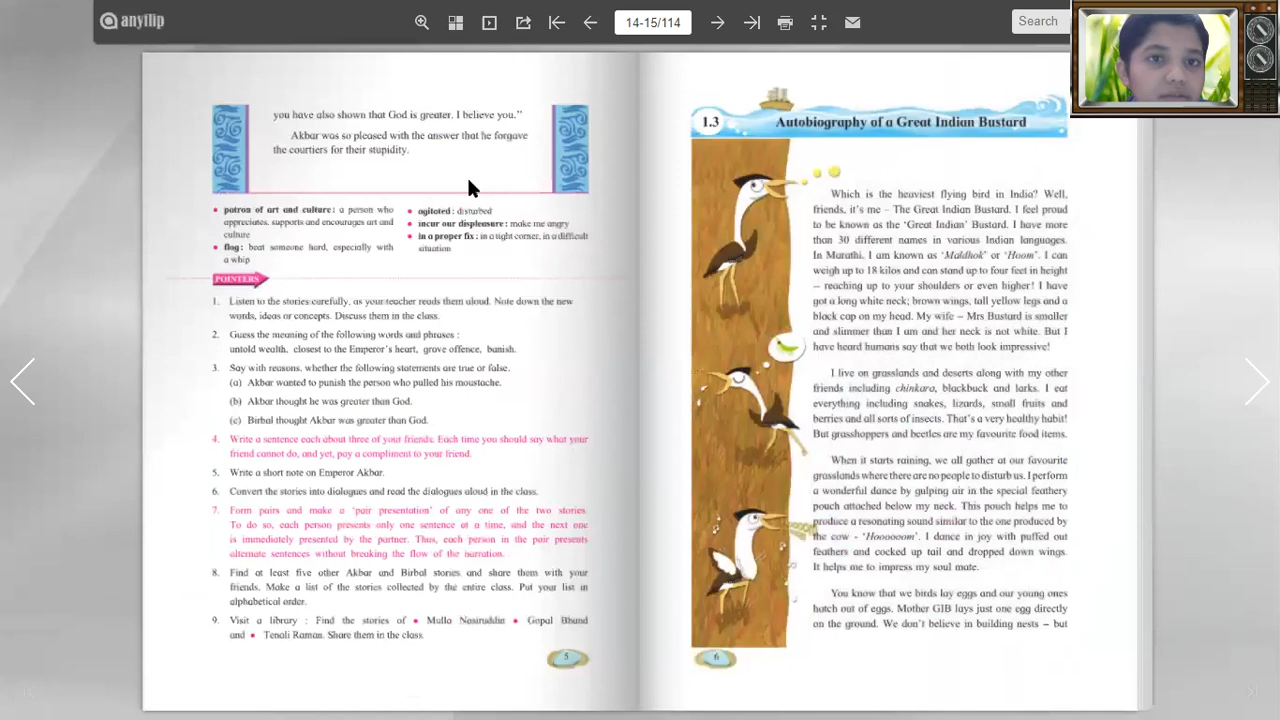 anyflip
14-15/114
Search
you have also shown that God is greater. I believe you."
Akbar was so pleased with the answer that he forgave
the courtiers for their stupidity.
• patron of art and culture : a person who
appreciates, supports and encourages art and
culture
• flog : beat someone hard, especially with
a whip
• agitated : disturbed
• incur our displeasure : make me angry
• in a proper fix : in a tight corner, in a difficult
situation
POINTERS
1. Listen to the stories carefully, as your teacher reads them aloud. Note down the new
words, ideas or concepts. Discuss them in the class.
2. Guess the meaning of the following words and phrases :
untold wealth, closest to the Emperor's heart, grave offence, banish.
3. Say with reasons, whether the following statements are true or false.
(a) Akbar wanted to punish the person who pulled his moustache.
(b) Akbar thought he was greater than God.
(c) Birbal thought Akbar was greater than God.
4. Write a sentence each about three of your friends. Each time you should say what your
friend cannot do, and yet, pay a compliment to your friend.
5. Write a short note on Emperor Akbar.
6. Convert the stories into dialogues and read the dialogues aloud in the class.
7. Form pairs and make a 'pair presentation' of any one of the two stories.
To do so, each person presents only one sentence at a time, and the next one
is immediately presented by the partner. Thus, each person in the pair presents
alternate sentences without breaking the flow of the narration.
8. Find at least five other Akbar and Birbal stories and share them with your
friends. Make a list of the stories collected by the entire class. Put your list in
alphabetical order.
9. Visit a library : Find the stories of • Mulla Nasiruddin • Gopal Bhand
and • Tenali Raman. Share them in the class.
5
1.3 Autobiography of a Great Indian Bustard
Which is the heaviest flying bird in India? Well,
friends, it's me – The Great Indian Bustard. I feel proud
to be known as the 'Great Indian' Bustard. I have more
than 30 different names in various Indian languages.
In Marathi, I am known as 'Maldhok' or 'Hoom'. I can
weigh up to 18 kilos and can stand up to four feet in height
– reaching up to your shoulders or even higher! I have
got a long white neck; brown wings, tall yellow legs and a
black cap on my head. My wife – Mrs Bustard is smaller
and slimmer than I am and her neck is not white. But I
have heard humans say that we both look impressive!
I live on grasslands and deserts along with my other
friends including chinkara, blackbuck and larks. I eat
everything including snakes, lizards, small fruits and
berries and all sorts of insects. That's a very healthy habit!
But grasshoppers and beetles are my favourite food items.
When it starts raining, we all gather at our favourite
grasslands where there are no people to disturb us. I perform
a wonderful dance by gulping air in the special feathery
pouch attached below my neck. This pouch helps me to
produce a resonating sound similar to the one produced by
the cow - 'Hoooooom'. I dance in joy with puffed out
feathers and cocked up tail and dropped down wings.
It helps me to impress my soul mate.
You know that we birds lay eggs and our young ones
hatch out of eggs. Mother GIB lays just one egg directly
on the ground. We don't believe in building nests – but
6